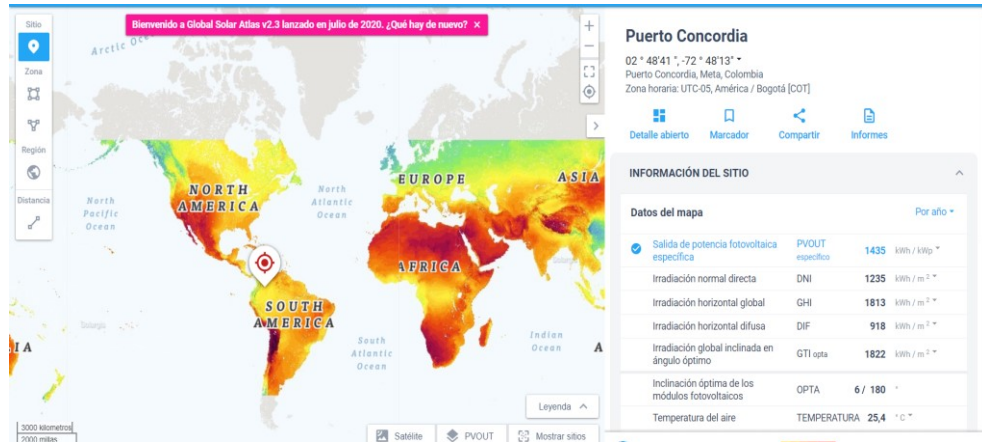 Sitio
Bienvenido a Global Solar Atlas v2.3 lanzado en julio de 2020. ¿Qué hay de nuevo? ×
Arctic
Zona
Región
Distancia
NORTH
AMERICA
EUROPE
ASIA
North
Pacific
Ocean
North
Atlantic
Ocean
AFRICA
SOUTH
AMERICA
South
Atlantic
Ocean
Indian
Ocean
IA
A
Leyenda
3000 kilometros
2000 millas
Satélite
PVOUT
Mostrar sitios
Puerto Concordia
02 ° 48'41 ", -72 ° 48'13"
Puerto Concordia, Meta, Colombia
Zona horaria: UTC-05, América / Bogotá [COT]
Detalle abierto
Marcador
Compartir
Informes
INFORMACIÓN DEL SITIO
Datos del mapa Por año
Salida de potencia fotovoltaica
específica
PVOUT
específico
1435 kWh / kWp
Irradiación normal directa DNI 1235 kWh / m 2
Irradiación horizontal global GHI 1813 kWh / m 2
Irradiación horizontal difusa DIF 918 kWh / m 2
Irradiación global inclinada en
ángulo óptimo
GTI opta 1822 kWh / m 2
Inclinación óptima de los
módulos fotovoltaicos
OPTA 6 / 180 °
Temperatura del aire TEMPERATURA 25,4 ° C